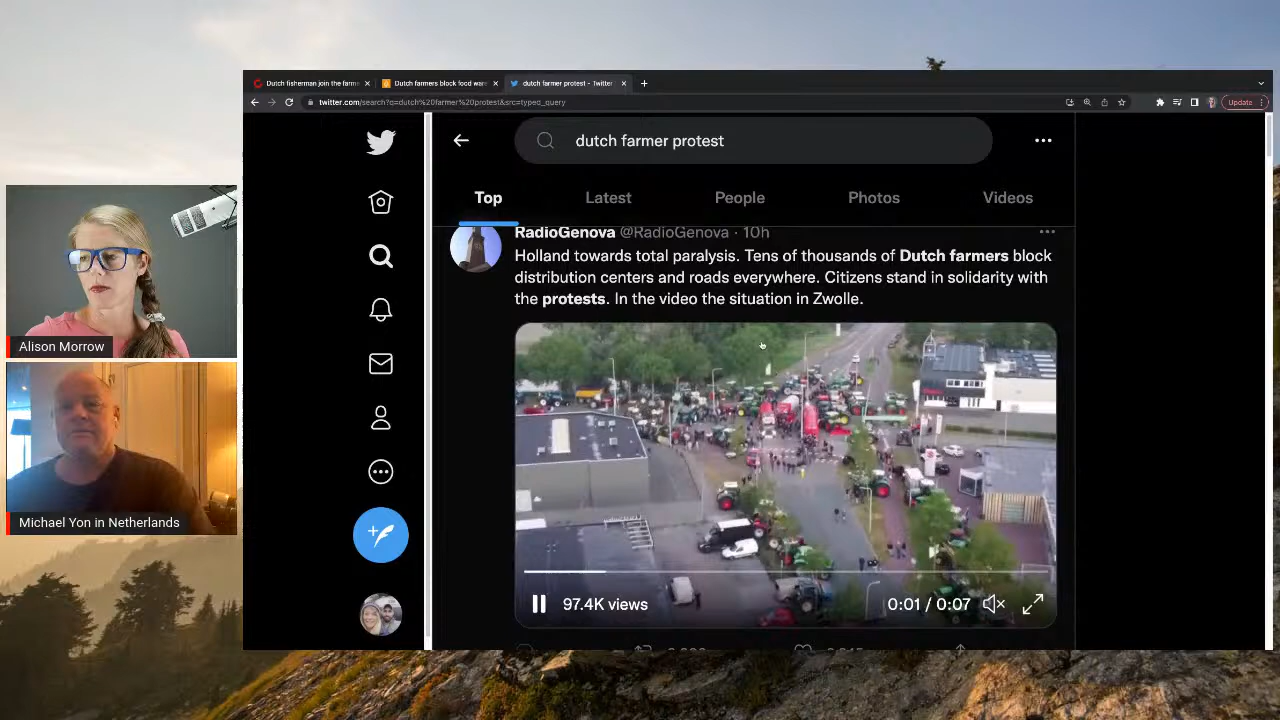 Dutch fisherman join the farm
Dutch farmers block food ware
dutch farmer protest - Twitter
twitter.com/search?q=dutch%20farmer%20protest&src=typed_query
Update
dutch farmer protest
Top
Latest
People
Photos
Videos
RadioGenova @RadioGenova · 10h
Holland towards total paralysis. Tens of thousands of Dutch farmers block
distribution centers and roads everywhere. Citizens stand in solidarity with
the protests. In the video the situation in Zwolle.
97.4K views
0:01 / 0:07
Alison Morrow
Michael Yon in Netherlands